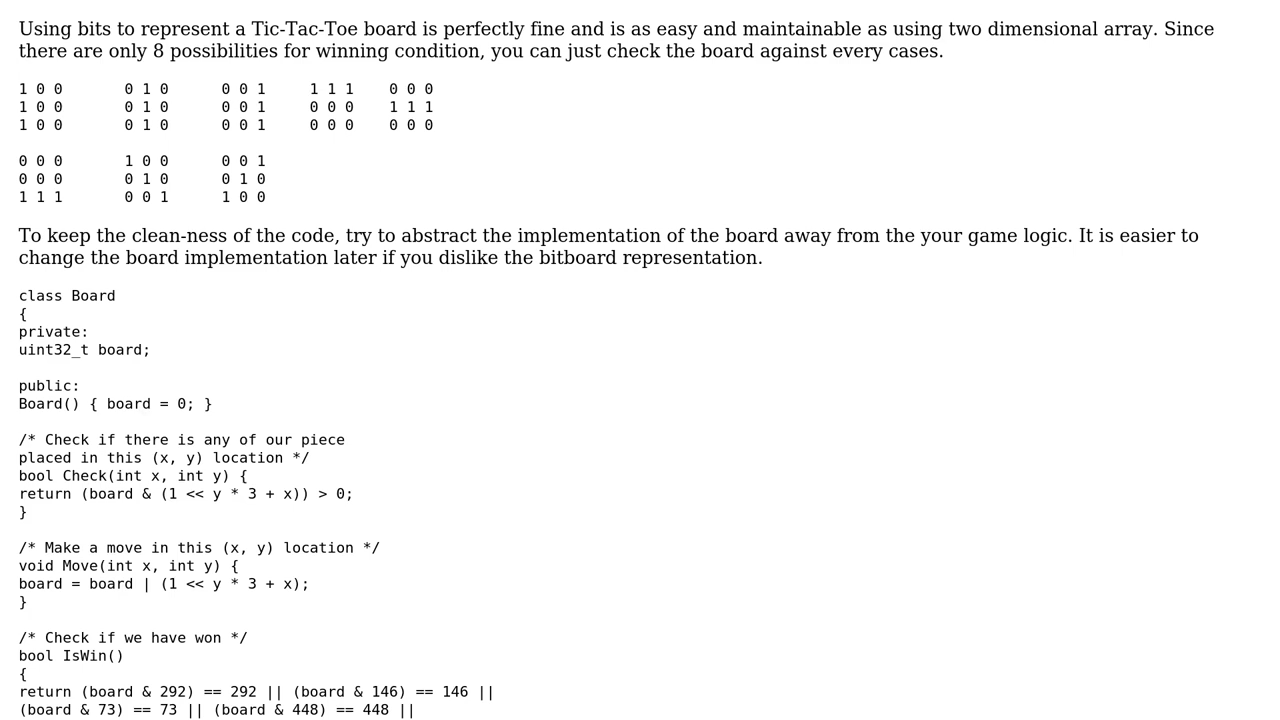 Using bits to represent a Tic-Tac-Toe board is perfectly fine and is as easy and maintainable as using two dimensional array. Since
there are only 8 possibilities for winning condition, you can just check the board against every cases.
1 0 0       0 1 0      0 0 1     1 1 1    0 0 0
1 0 0       0 1 0      0 0 1     0 0 0    1 1 1
1 0 0       0 1 0      0 0 1     0 0 0    0 0 0
0 0 0       1 0 0      0 0 1
0 0 0       0 1 0      0 1 0
1 1 1       0 0 1      1 0 0
To keep the clean-ness of the code, try to abstract the implementation of the board away from the your game logic. It is easier to
change the board implementation later if you dislike the bitboard representation.
class Board
{
private:
uint32_t board;
public:
Board() { board = 0; }
/* Check if there is any of our piece
placed in this (x, y) location */
bool Check(int x, int y) {
return (board & (1 << y * 3 + x)) > 0;
}
/* Make a move in this (x, y) location */
void Move(int x, int y) {
board = board | (1 << y * 3 + x);
}
/* Check if we have won */
bool IsWin()
{
return (board & 292) == 292 || (board & 146) == 146 ||
(board & 73) == 73 || (board & 448) == 448 ||